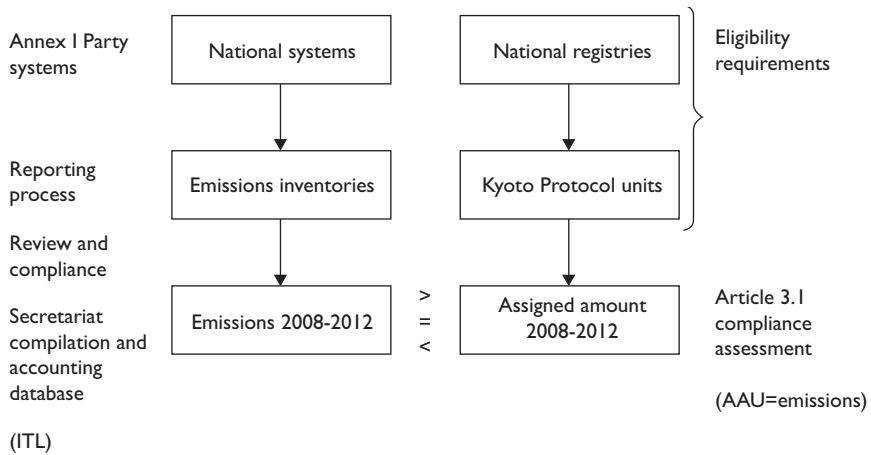 Annex I Party
systems
National systems
National registries
Eligibility
requirements
Reporting
process
Emissions inventories
Kyoto Protocol units
Review and
compliance
Secretariat
compilation and
accounting
database
(ITL)
Emissions 2008-2012
>
=
<
Assigned amount
2008-2012
Article 3.1
compliance
assessment
(AAU=emissions)